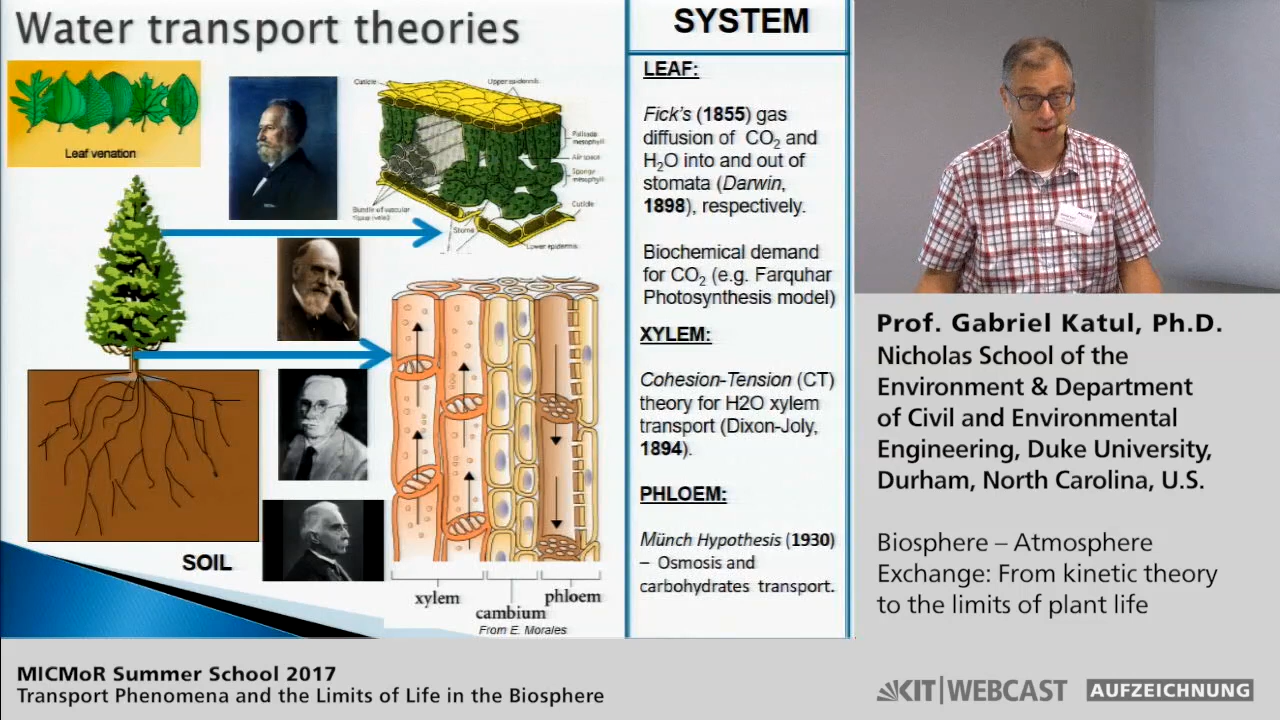 Water transport theories
Leaf venation
Cuticle
Upper epidermis
Palisade
mesophyll
Air space
Spongy
mesophyll
Bundle of vascular
tissue (vein)
Stoma
Cuticle
Lower epidermis
SOIL
xylem
cambium
phloem
From E. Morales
SYSTEM
LEAF:
Fick's (1855) gas
diffusion of CO2 and
H2O into and out of
stomata (Darwin,
1898), respectively.
Biochemical demand
for CO2 (e.g. Farquhar
Photosynthesis model)
XYLEM:
Cohesion-Tension (CT)
theory for H2O xylem
transport (Dixon-Joly,
1894).
PHLOEM:
Münch Hypothesis (1930)
– Osmosis and
carbohydrates transport.
Prof. Gabriel Katul, Ph.D.
Nicholas School of the
Environment & Department
of Civil and Environmental
Engineering, Duke University,
Durham, North Carolina, U.S.
Biosphere – Atmosphere
Exchange: From kinetic theory
to the limits of plant life
MICMoR Summer School 2017
Transport Phenomena and the Limits of Life in the Biosphere
KIT|WEBCAST
AUFZEICHNUNG